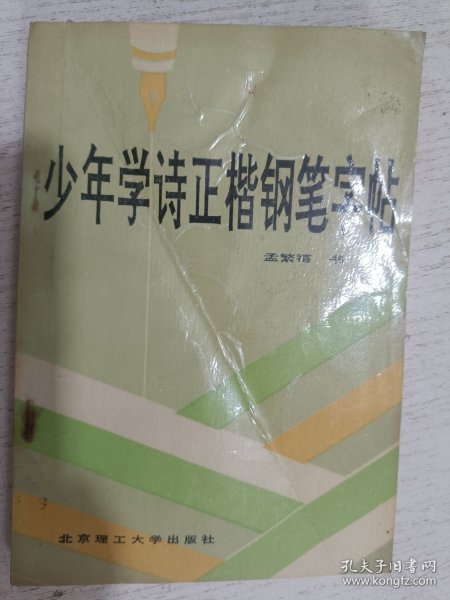 少年学诗正楷钢笔字帖
孟繁禧 书
北京理工大学出版社
孔夫子旧书网
www.kongfz.com